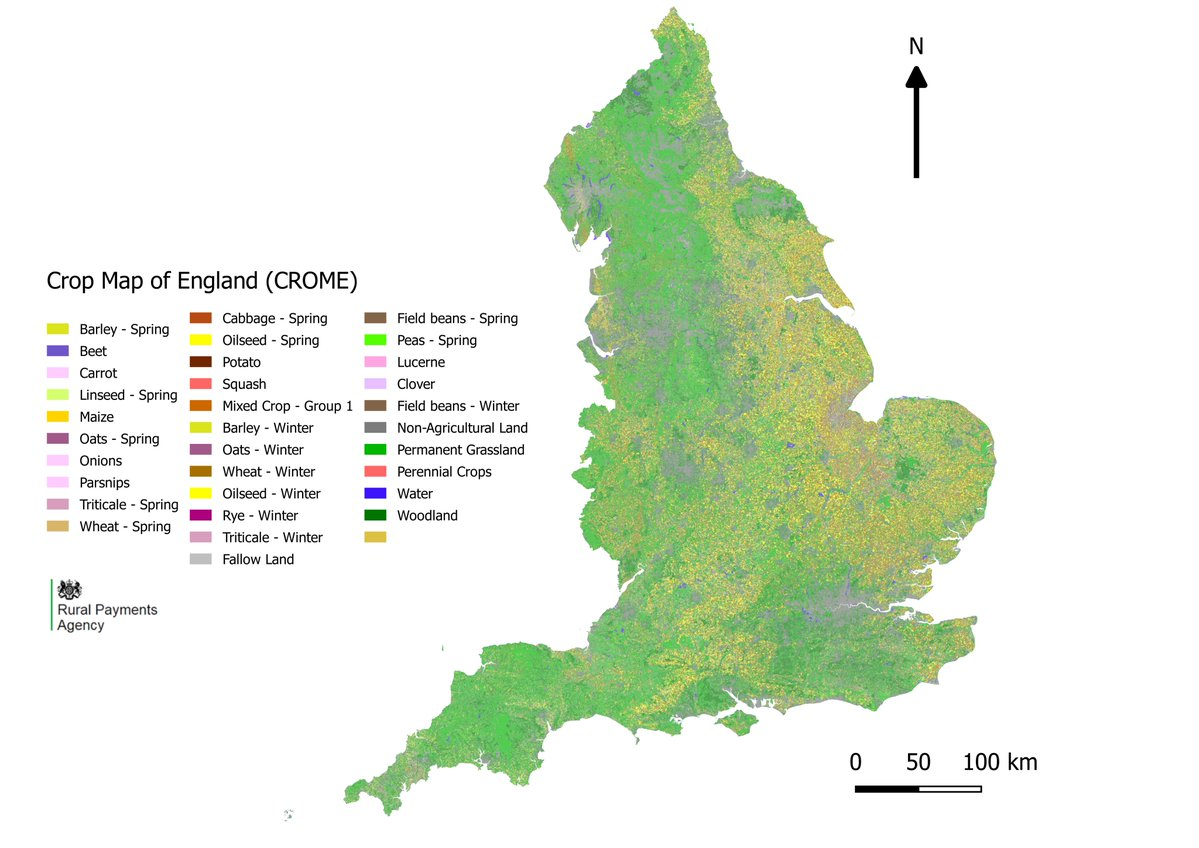 N
Crop Map of England (CROME)
Barley - Spring
Beet
Carrot
Linseed - Spring
Maize
Oats - Spring
Onions
Parsnips
Triticale - Spring
Wheat - Spring
Cabbage - Spring
Oilseed - Spring
Potato
Squash
Mixed Crop - Group 1
Barley - Winter
Oats - Winter
Wheat - Winter
Oilseed - Winter
Rye - Winter
Triticale - Winter
Fallow Land
Field beans - Spring
Peas - Spring
Lucerne
Clover
Field beans - Winter
Non-Agricultural Land
Permanent Grassland
Perennial Crops
Water
Woodland
Rural Payments
Agency
0 50 100 km